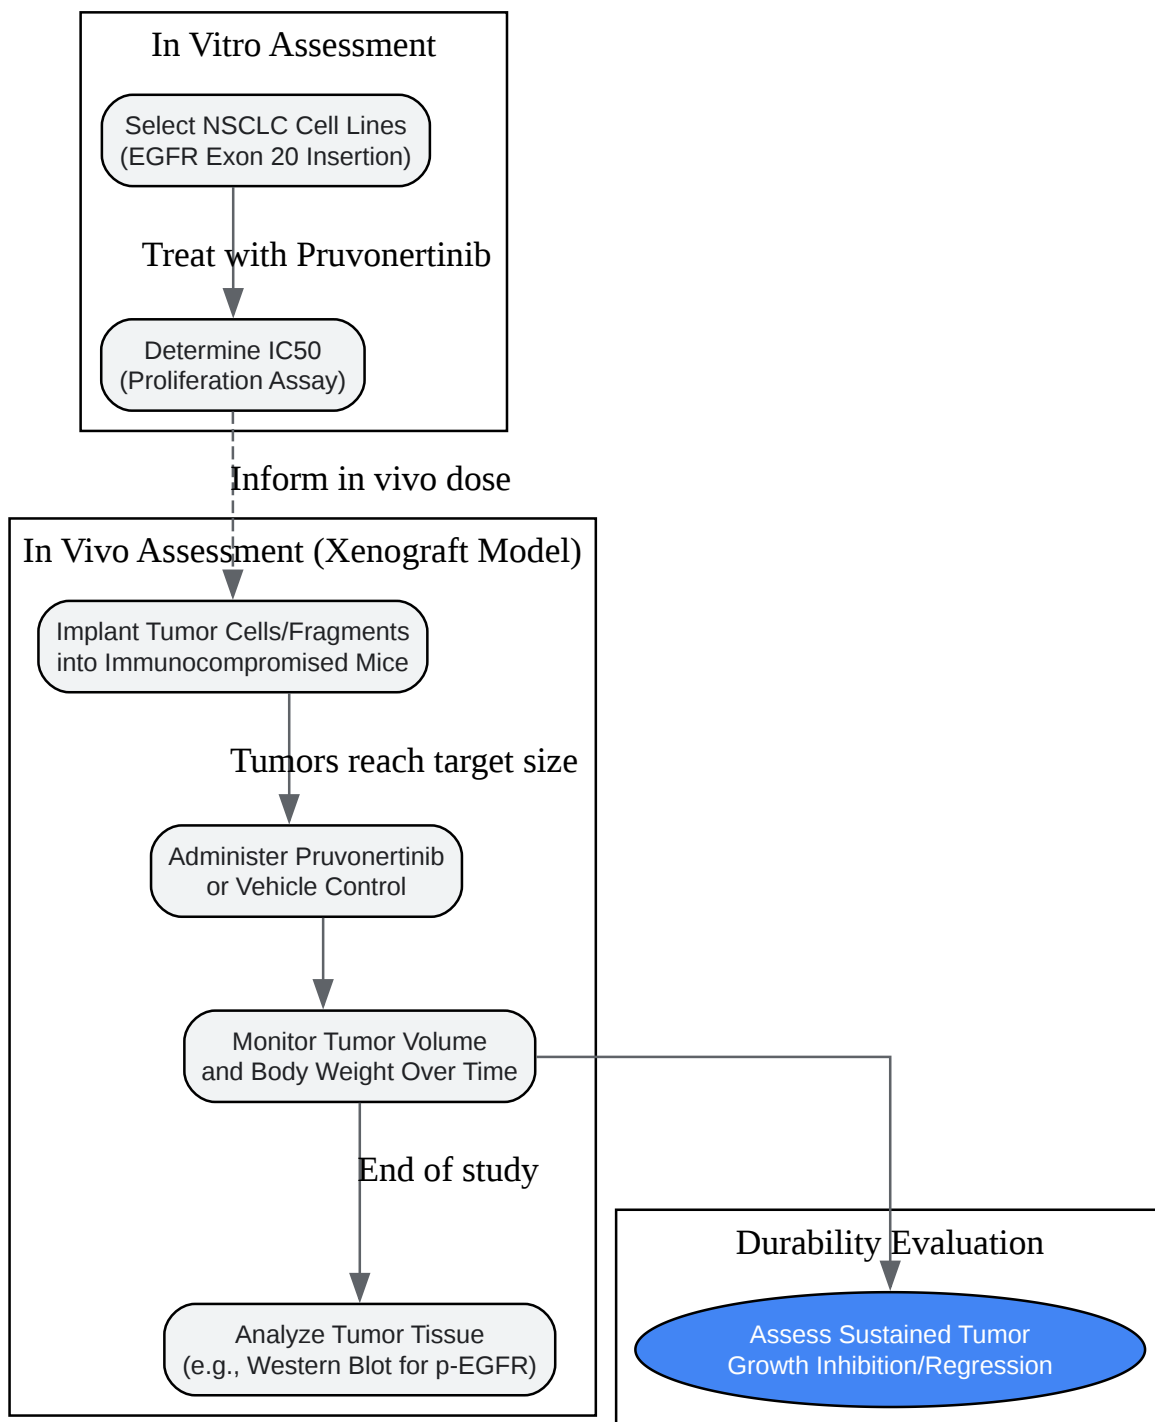 In Vitro Assessment
Select NSCLC Cell Lines
(EGFR Exon 20 Insertion)
Treat with Pruvonertinib
Determine IC50
(Proliferation Assay)
Inform in vivo dose
In Vivo Assessment (Xenograft Model)
Implant Tumor Cells/Fragments
into Immunocompromised Mice
Tumors reach target size
Administer Pruvonertinib
or Vehicle Control
Monitor Tumor Volume
and Body Weight Over Time
End of study
Analyze Tumor Tissue
(e.g., Western Blot for p-EGFR)
Durability Evaluation
Assess Sustained Tumor
Growth Inhibition/Regression